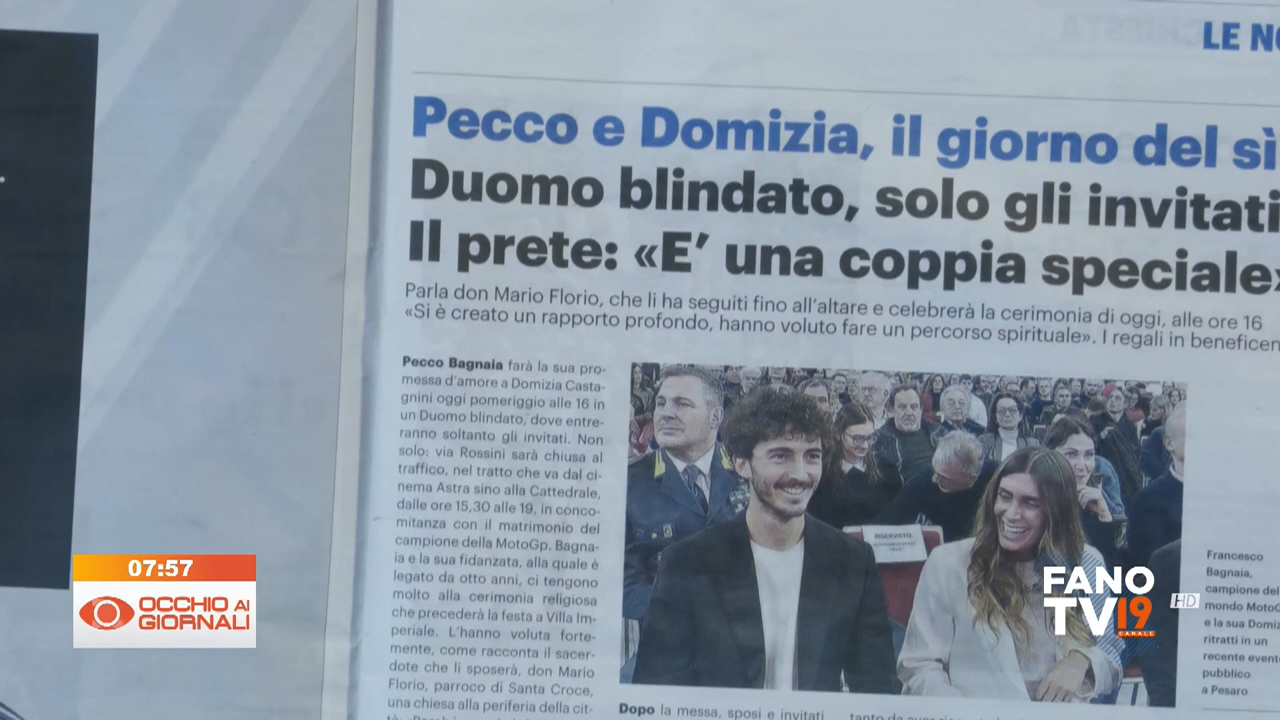 LE NO
Pecco e Domizia, il giorno del sì
Duomo blindato, solo gli invitati
Il prete: «E’ una coppia speciale»
Parla don Mario Florio, che li ha seguiti fino all’altare e celebrerà la cerimonia di oggi, alle ore 16
«Si è creato un rapporto profondo, hanno voluto fare un percorso spirituale». I regali in beneficen
Pecco Bagnaia farà la sua pro-
messa d’amore a Domizia Casta-
gnini oggi pomeriggio alle 16 in
un Duomo blindato, dove entre-
ranno soltanto gli invitati. Non
solo: via Rossini sarà chiusa al
traffico, nel tratto che va dal ci-
nema Astra sino alla Cattedrale,
dalle ore 15,30 alle 19, in conco-
mitanza con il matrimonio del
campione della MotoGp. Bagna-
ia e la sua fidanzata, alla quale è
legato da otto anni, ci tengono
molto alla cerimonia religiosa
che precederà la festa a Villa Im-
periale. L’hanno voluta forte-
mente, come racconta il sacer-
dote che li sposerà, don Mario
Florio, parroco di Santa Croce,
una chiesa alla periferia della cit-
RISERVATO
Dopo la messa, sposi e invitati
Francesco
Bagnaia,
campione del
mondo MotoG
e la sua Domiz
ritratti in un
recente evento
pubblico
a Pesaro
07:57
OCCHIO AI
GIORNALI
FANO
TV19
CANALE
HD